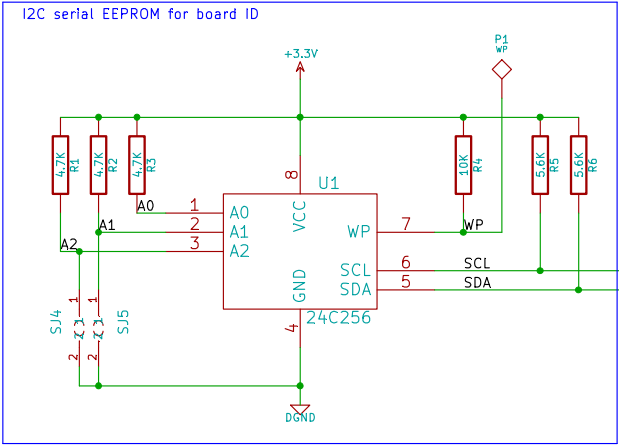 I2C serial EEPROM for board ID
P1
WP
+3.3V
4.7K
R1
4.7K
R2
4.7K
R3
10K
R4
5.6K
R5
5.6K
R6
8
U1
A0
1
A0
VCC
A1
2
A1
WP
7
WP
A2
3
A2
SCL
6
SCL
GND
SDA
5
SDA
4
24C256
1
1
SJ4
SJ5
2
2
DGND